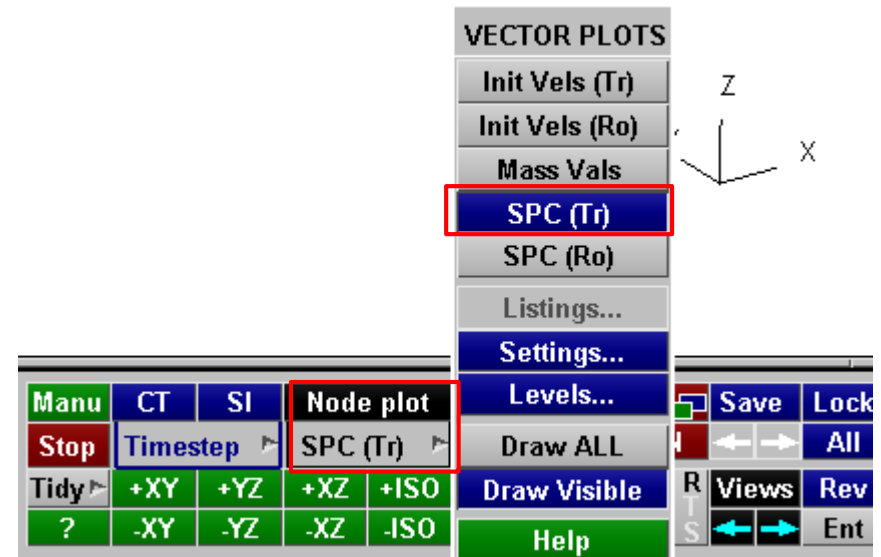 VECTOR PLOTS
Init Vels (Tr)
Init Vels (Ro)
Mass Vals
SPC (Tr)
SPC (Ro)
Listings...
Settings...
Levels...
Draw ALL
Draw Visible
Help
Z
X
Manu CT SI Node plot Save Lock
Stop Timestep SPC (Tr) All
Tidy +XY +YZ +XZ +ISO R Views Rev
T
? -XY -YZ -XZ -ISO S Ent